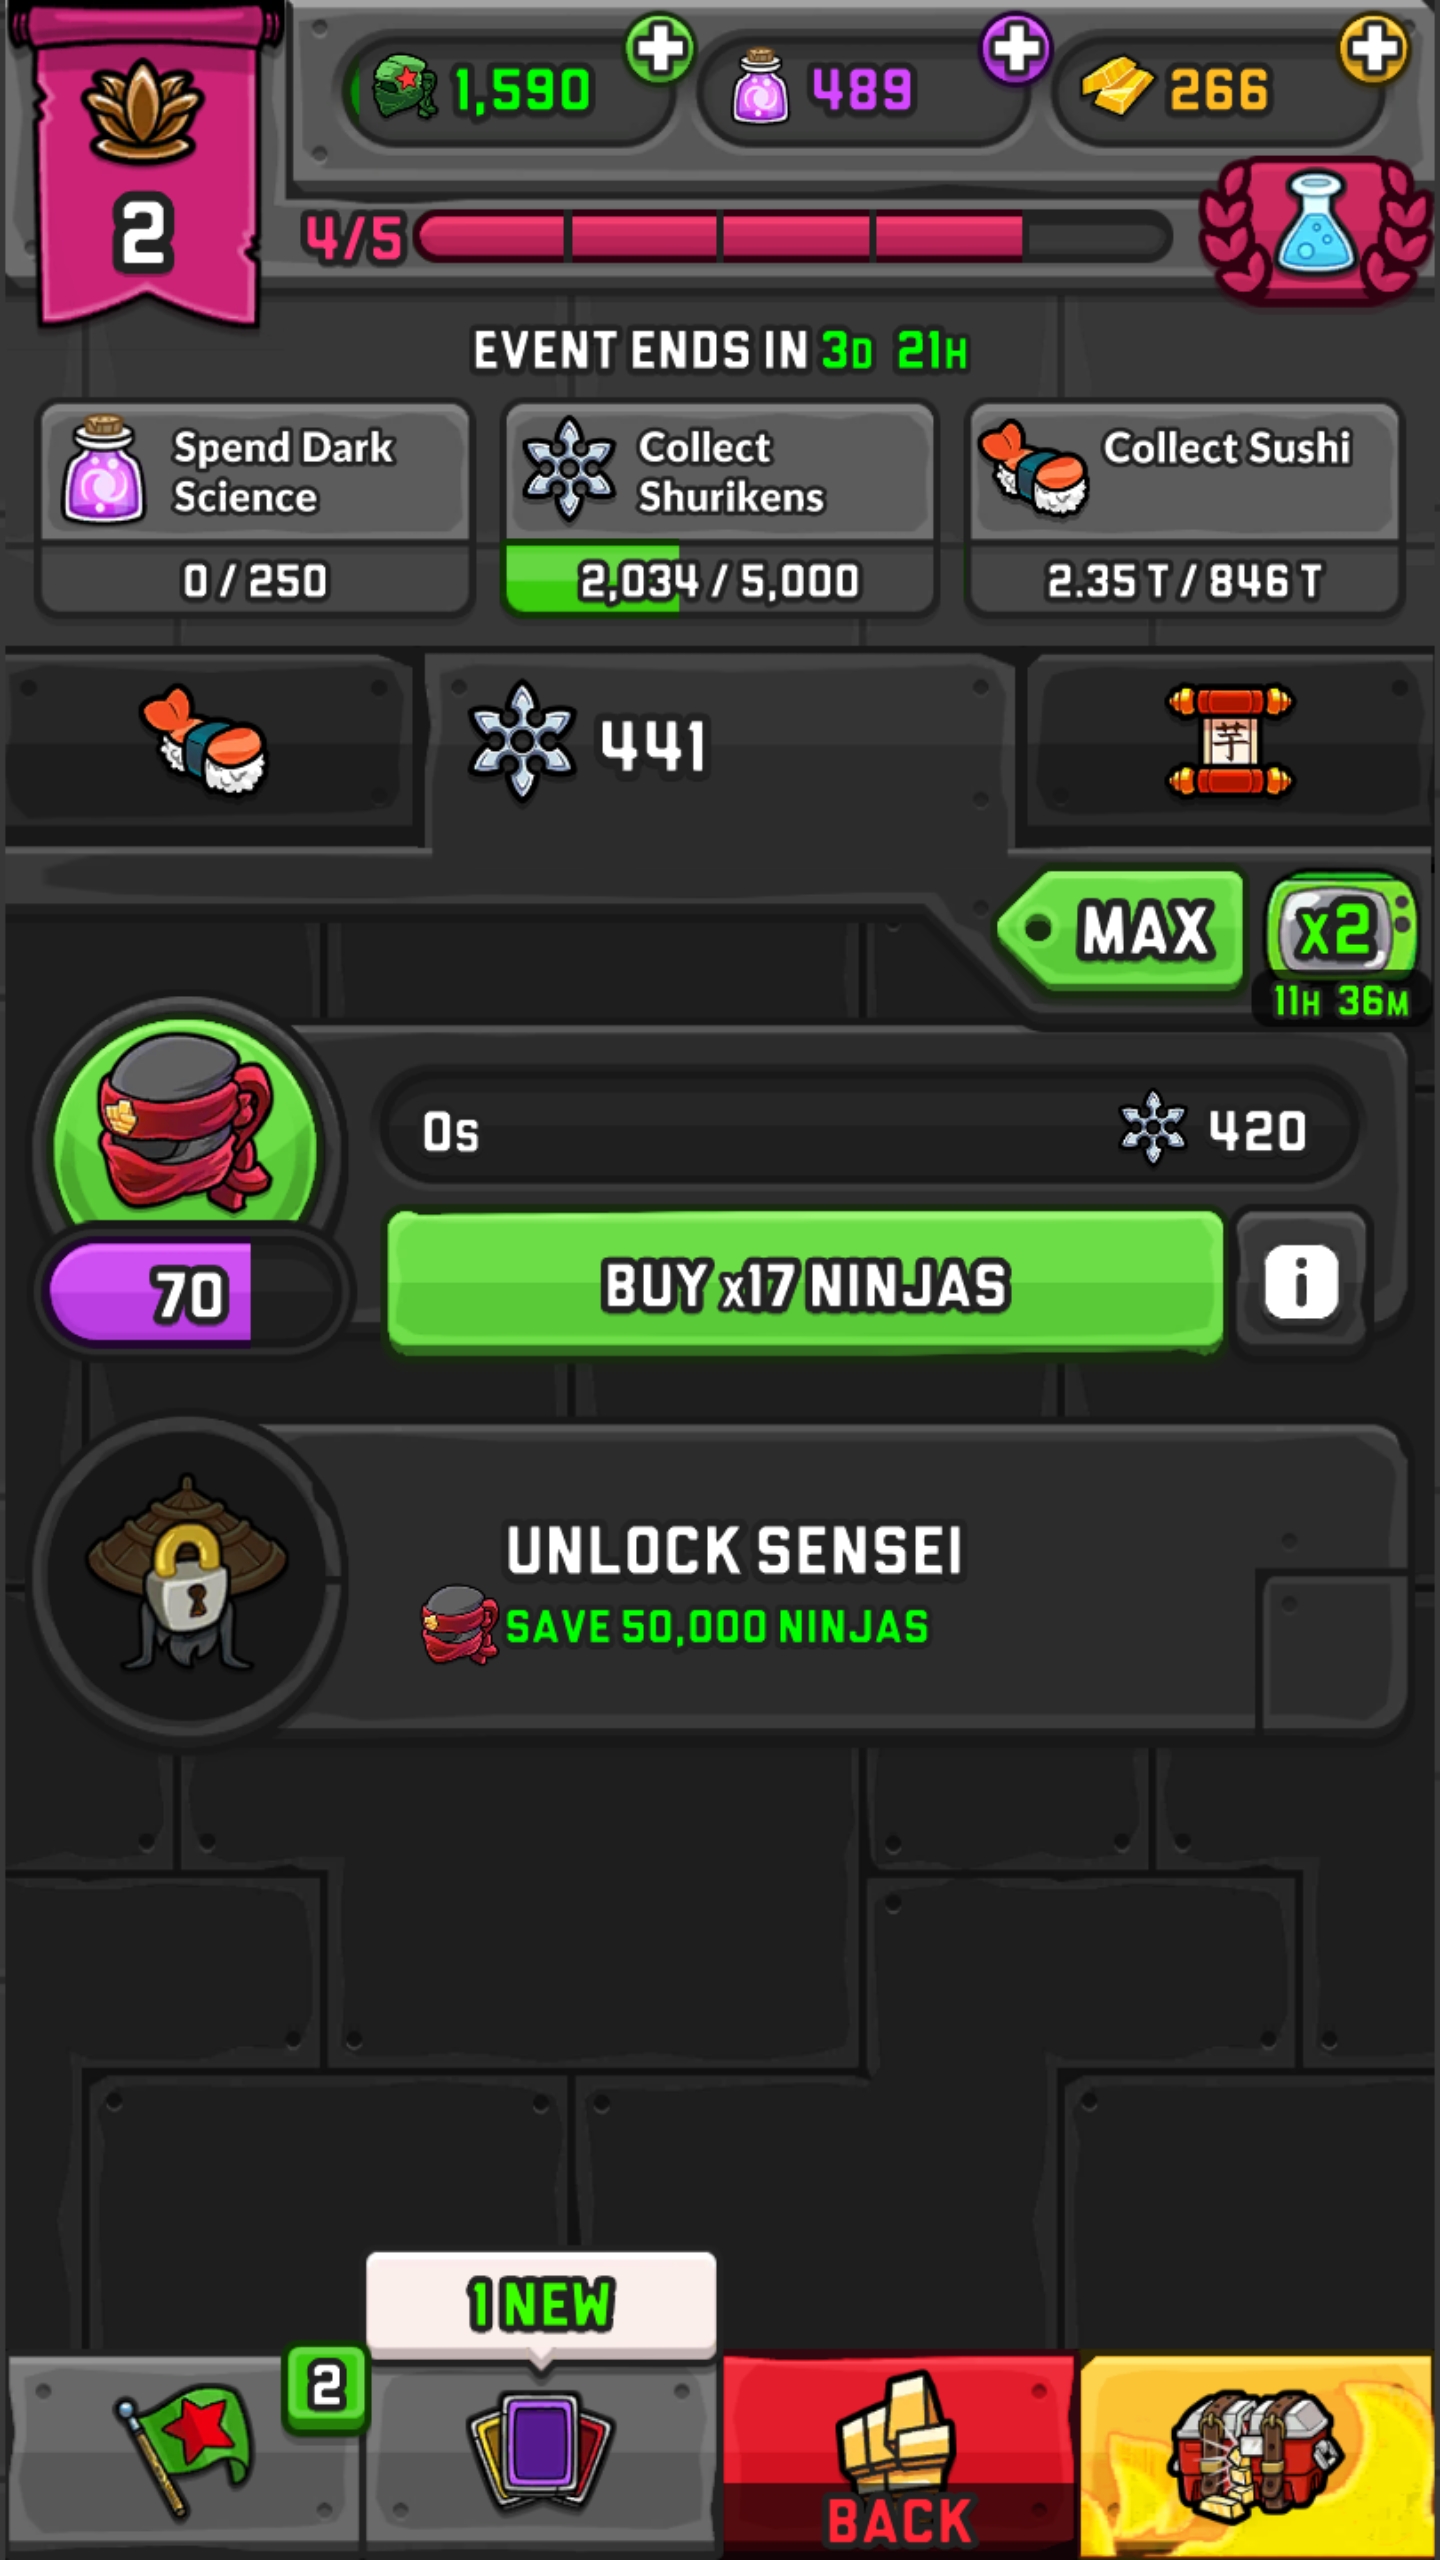 1,590
489
266
2
4/5
EVENT ENDS IN 3D 21H
Spend Dark
Science
0 / 250
Collect
Shurikens
2,034 / 5,000
Collect Sushi
2.35 T / 846 T
441
芋
MAX
x2
11H 36M
0s
420
70
BUY x17 NINJAS
i
UNLOCK SENSEI
SAVE 50,000 NINJAS
1 NEW
2
BACK